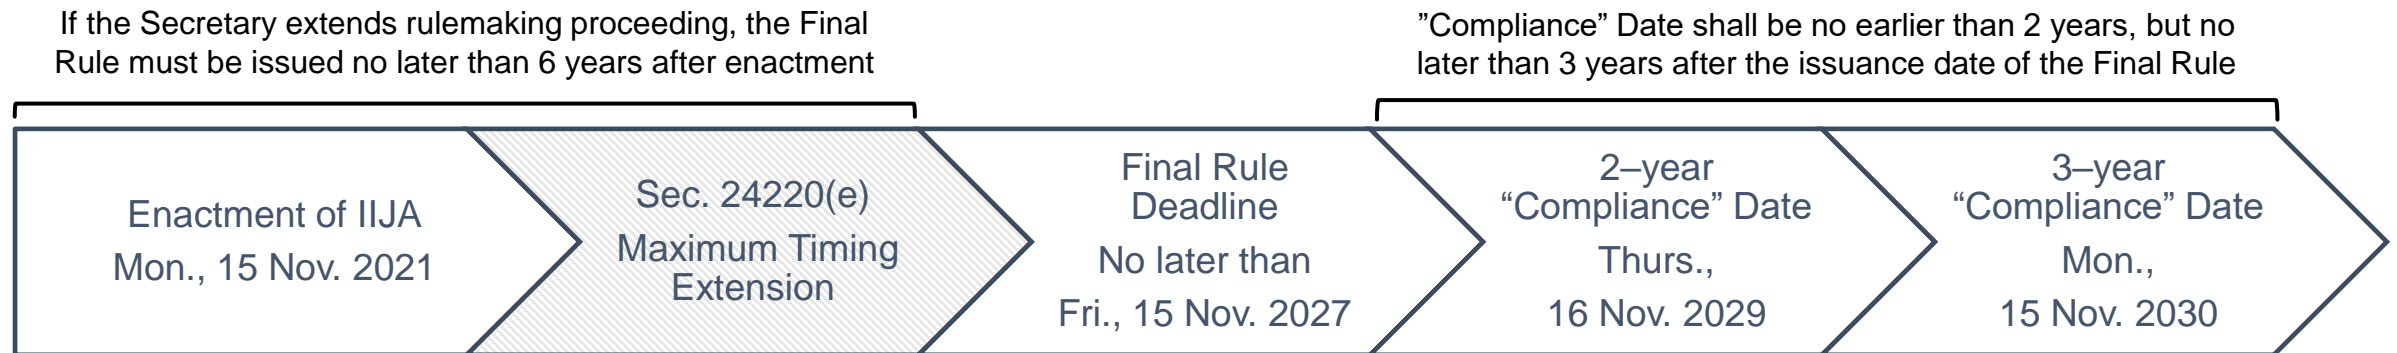 If the Secretary extends rulemaking proceeding, the Final
Rule must be issued no later than 6 years after enactment
”Compliance” Date shall be no earlier than 2 years, but no
later than 3 years after the issuance date of the Final Rule
Enactment of IIJA
Mon., 15 Nov. 2021
Sec. 24220(e)
Maximum Timing
Extension
Final Rule
Deadline
No later than
Fri., 15 Nov. 2027
2–year
“Compliance” Date
Thurs.,
16 Nov. 2029
3–year
“Compliance” Date
Mon.,
15 Nov. 2030